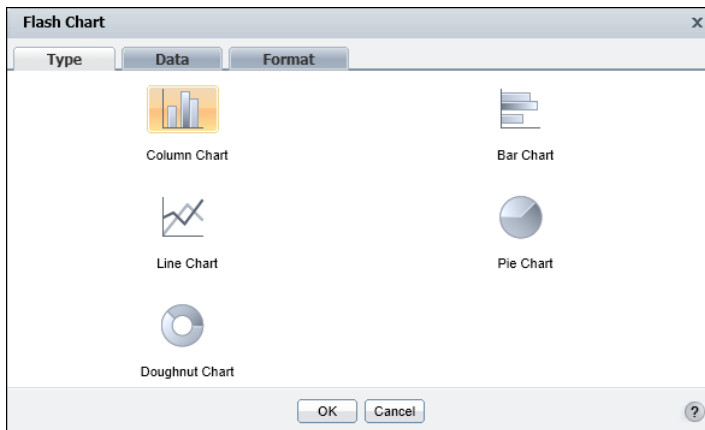 Flash Chart
x
Type Data Format
Column Chart Bar Chart
Line Chart Pie Chart
Doughnut Chart
OK Cancel ?